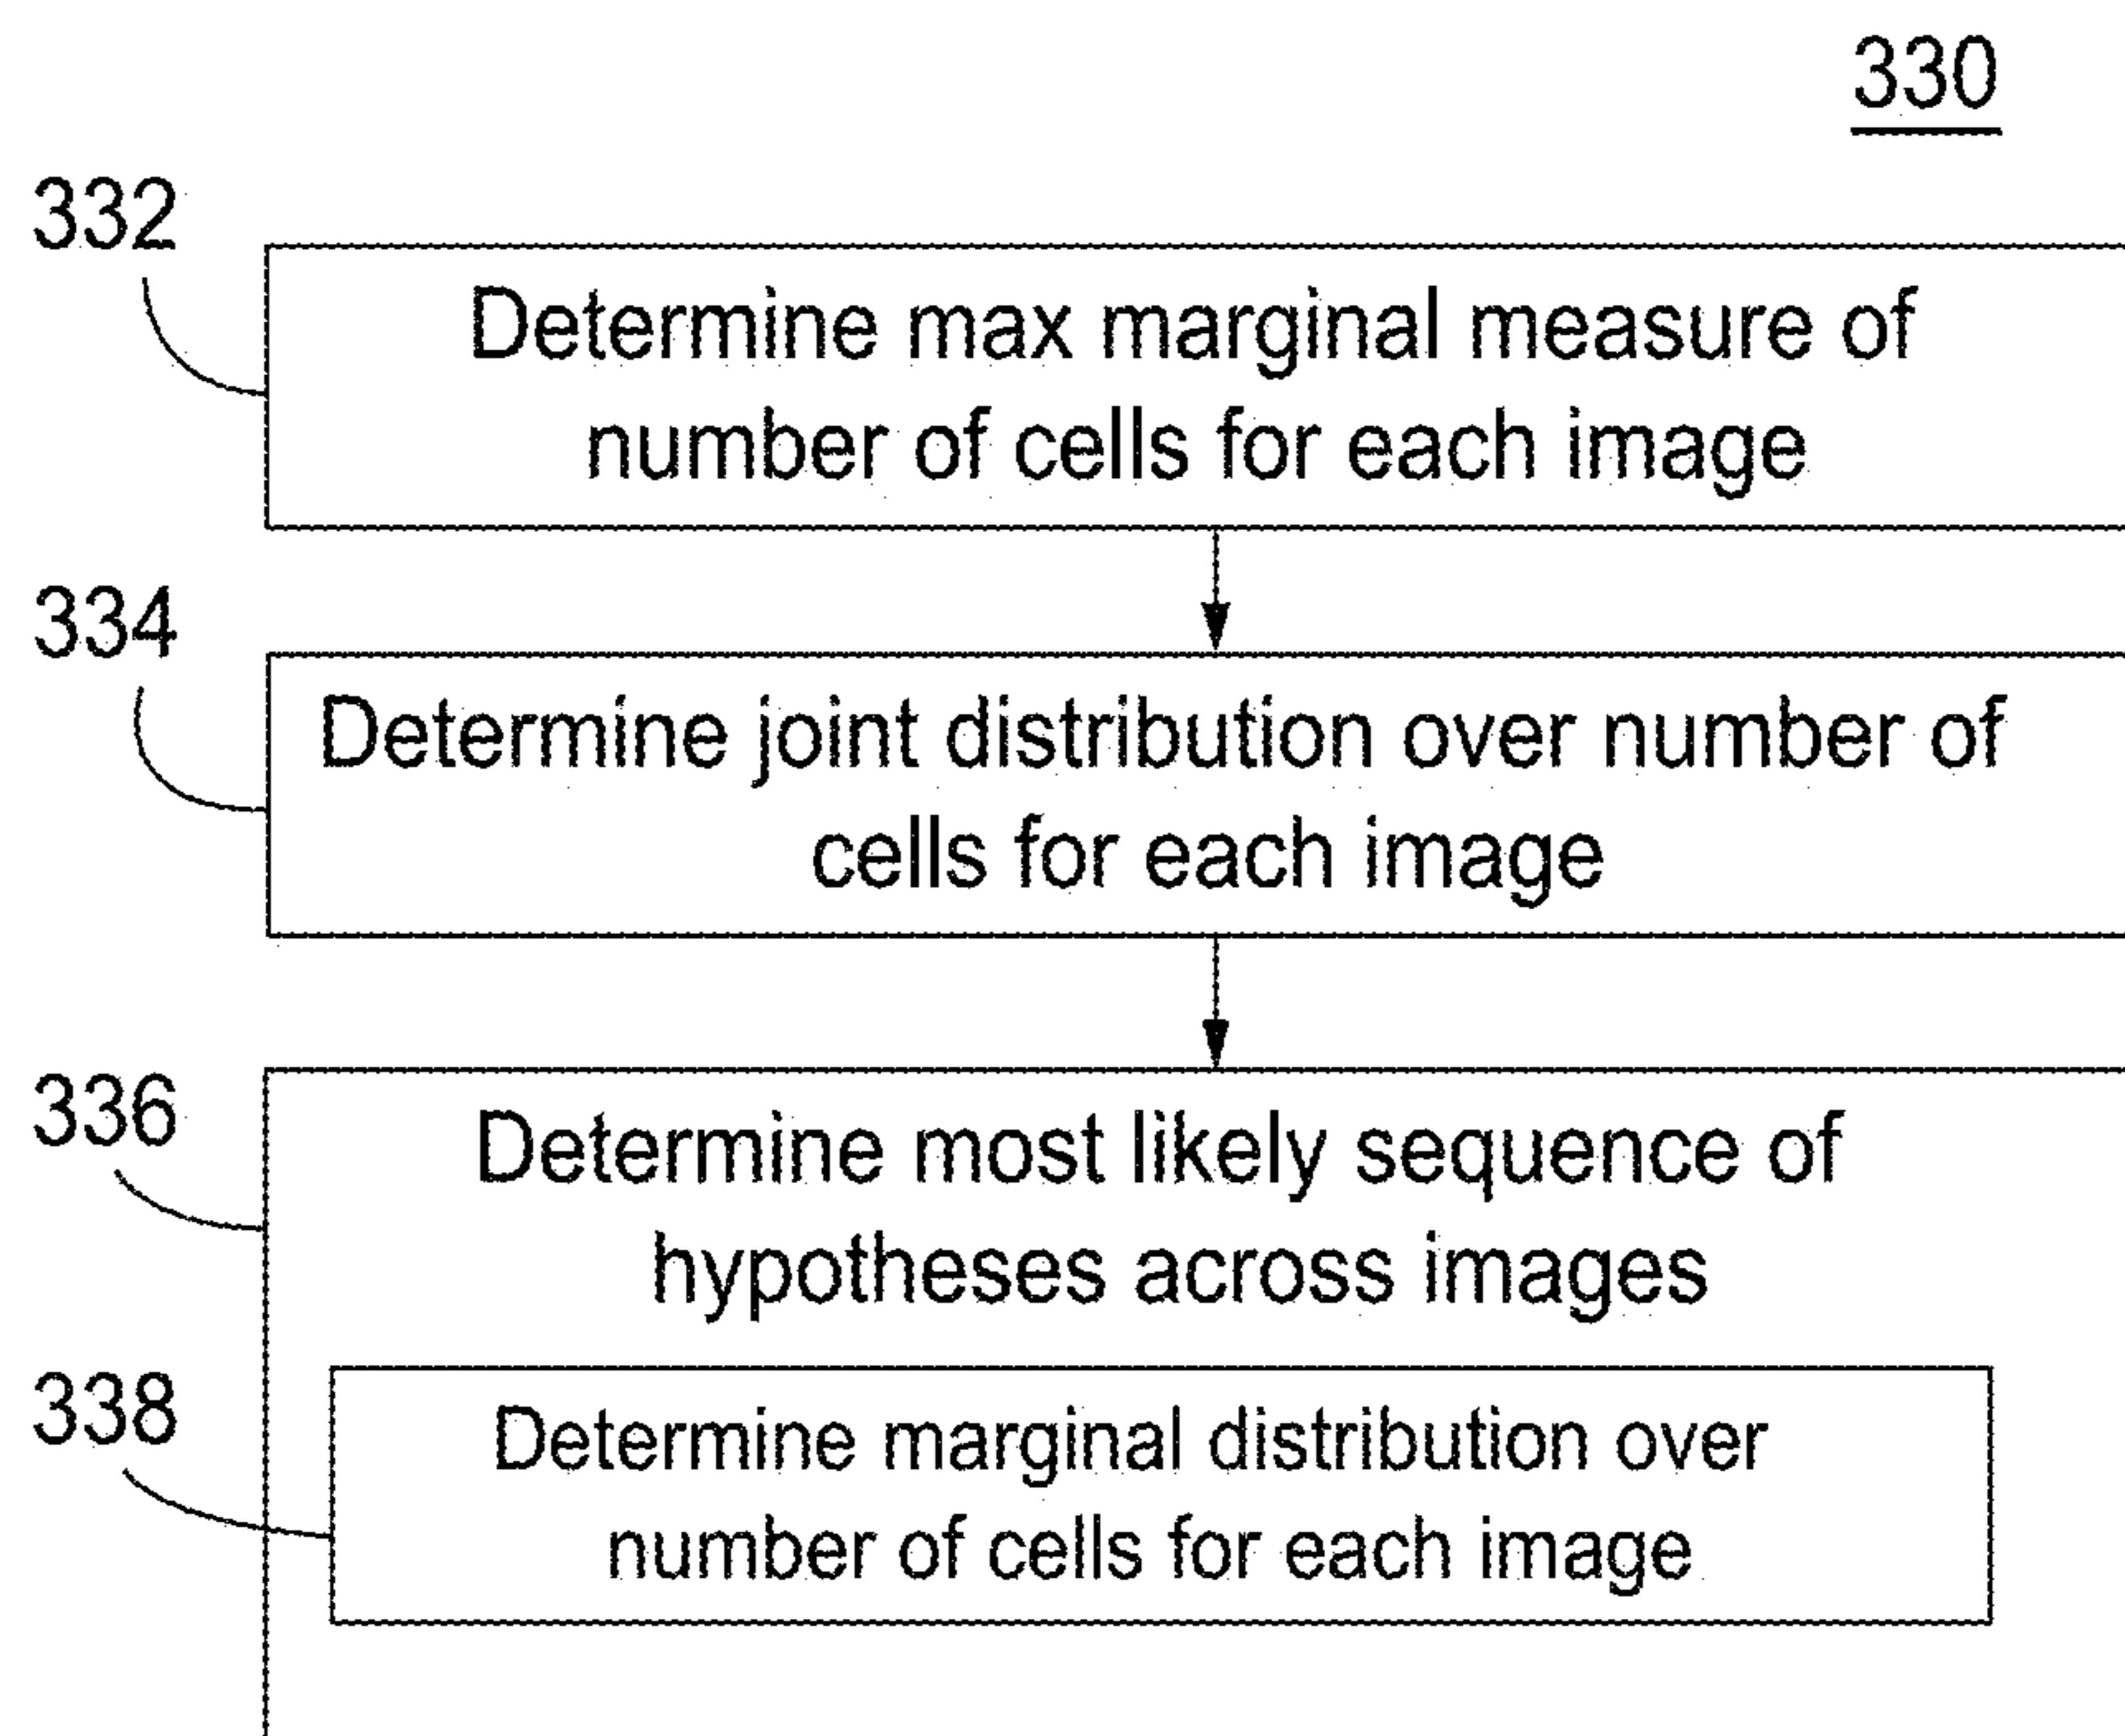 330
332
Determine max marginal measure of
number of cells for each image
334
Determine joint distribution over number of
cells for each image
336
Determine most likely sequence of
hypotheses across images
338
Determine marginal distribution over
number of cells for each image